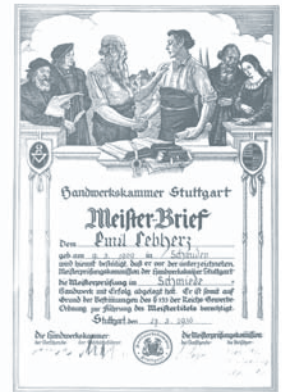 Handwerkskammer Stuttgart
Meister-Brief
Dem Emil Lebherz
geb. am in
wird hiermit bestätigt, daß er vor der unterzeichneten
Meisterprüfungskommission der Handwerkskammer Stuttgart
die Meisterprüfung im Schmiede-
Handwerk mit Erfolg abgelegt hat. Er ist somit auf
Grund der Bestimmungen des § 133 der Reichs-Gewerbe-
Ordnung zur Führung des Meistertitels berechtigt.
Stuttgart, den
die Handwerkskammer die Meisterprüfungskommission